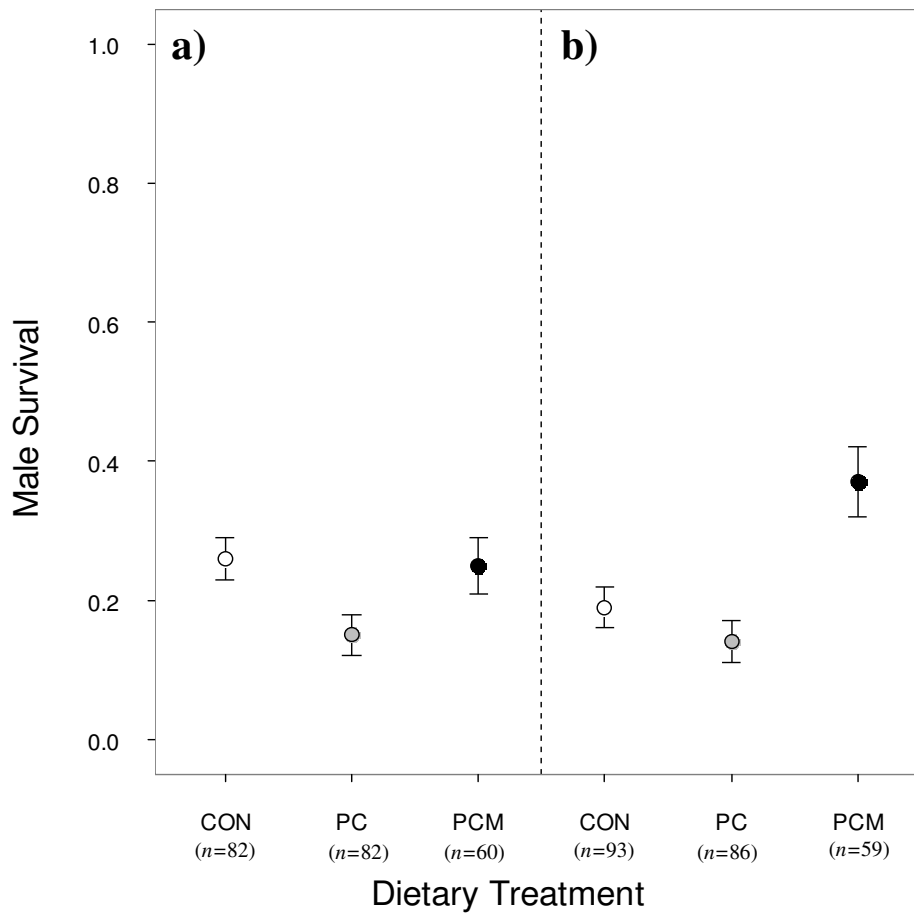 a)
b)
1.0
0.8
0.6
0.4
0.2
0.0
Male Survival
CON PC PCM CON PC PCM
(n=82) (n=82) (n=60) (n=93) (n=86) (n=59)
Dietary Treatment